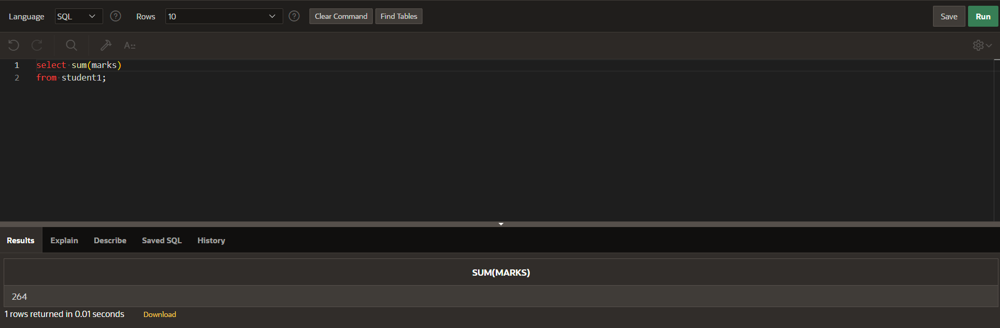 Language SQL Rows 10 Clear Command Find Tables Save Run
1 select sum(marks)
2 from student1;
Results Explain Describe Saved SQL History
SUM(MARKS)
264
1 rows returned in 0.01 seconds Download